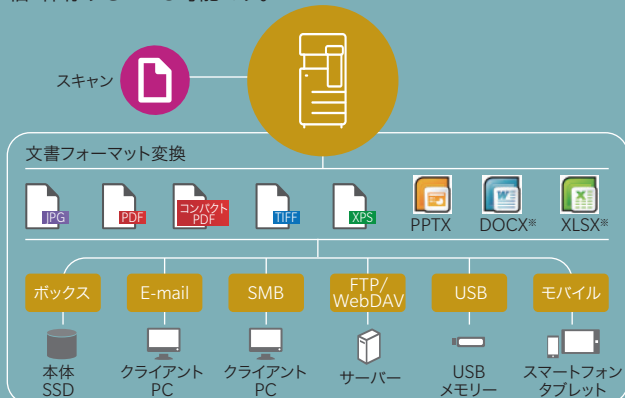 スキャン
文書フォーマット変換
JPG
PDF
コンパクト
PDF
TIFF
XPS
PPTX
DOCX※
XLSX※
ボックス
E-mail
SMB
FTP/
WebDAV
USB
モバイル
本体
SSD
クライアント
PC
クライアント
PC
サーバー
USB
メモリー
スマートフォン
タブレット